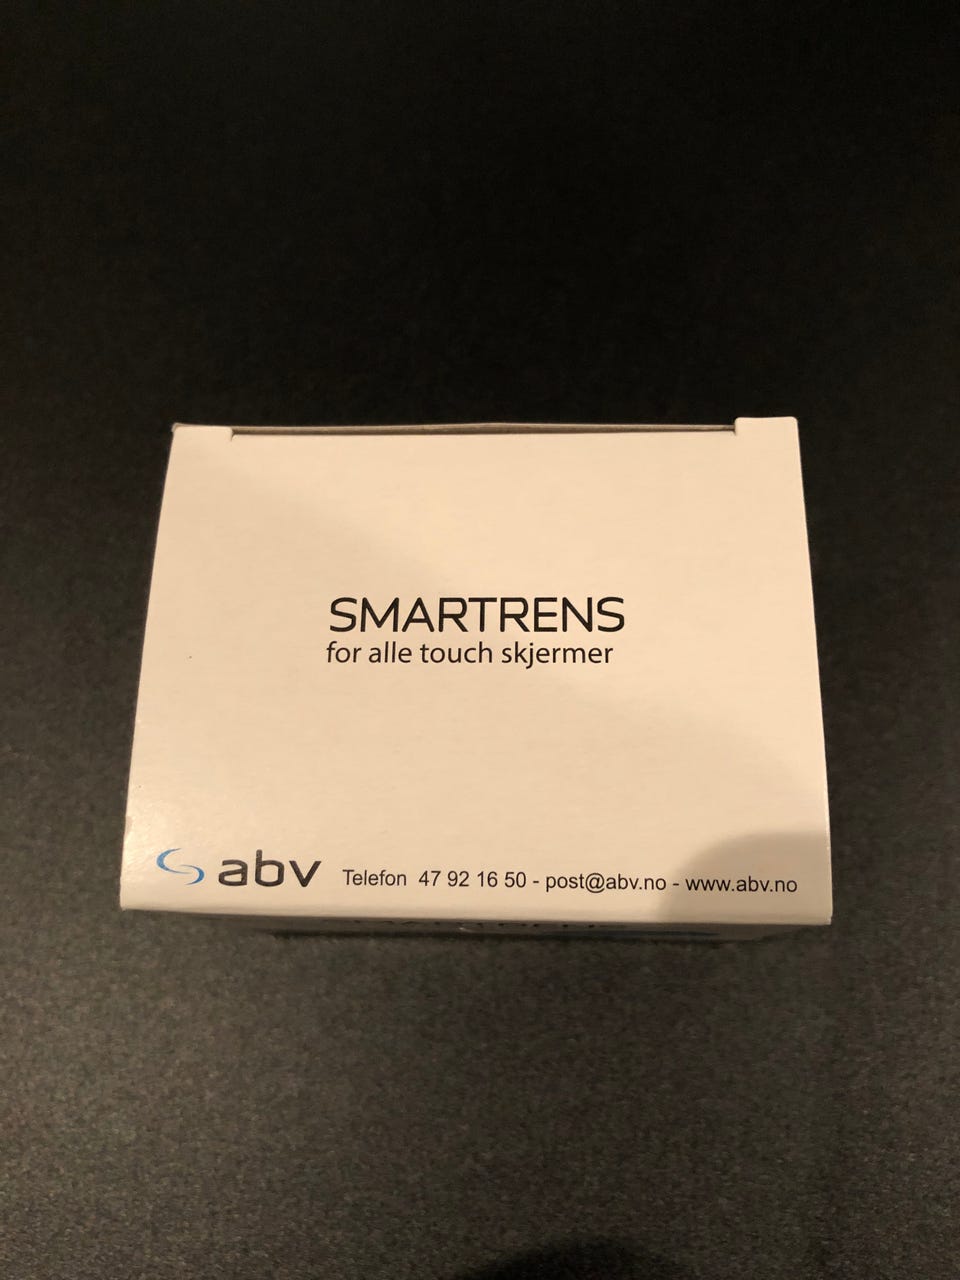 SMARTRENS
for alle touch skjermer
abv Telefon 47 92 16 50 - post@abv.no - www.abv.no